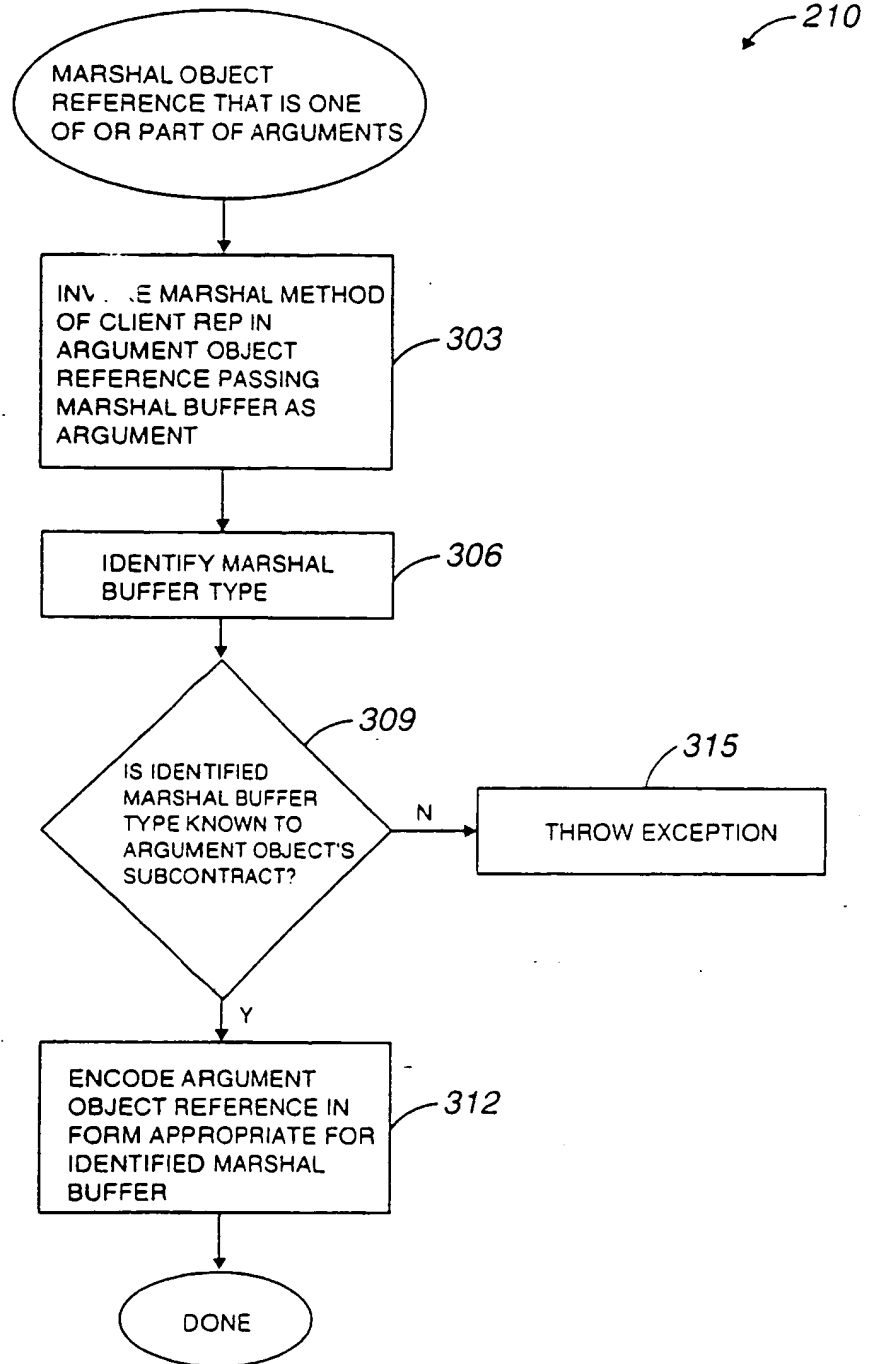 210
MARSHAL OBJECT
REFERENCE THAT IS ONE
OF OR PART OF ARGUMENTS
MARSHAL METHOD
OF CLIENT REP IN
ARGUMENT OBJECT
REFERENCE PASSING
MARSHAL BUFFER AS
ARGUMENT
303
IDENTIFY MARSHAL
BUFFER TYPE
306
309
IS IDENTIFIED
MARSHAL BUFFER
TYPE KNOWN TO
ARGUMENT OBJECT'S
SUBCONTRACT?
N
315
THROW EXCEPTION
Y
ENCODE ARGUMENT
OBJECT REFERENCE IN
FORM APPROPRIATE FOR
IDENTIFIED MARSHAL
BUFFER
312
DONE